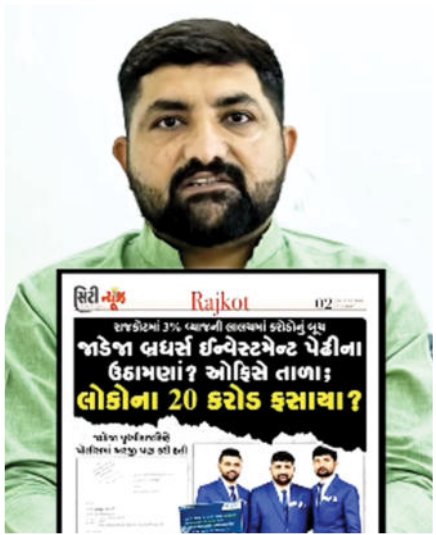 સિટી ન્યૂઝ
Rajkot
02
રાજકોટમાં 3% વ્યાજની લાલચમાં કરોડોનું બૂચ
જાડેજા બ્રધર્સ ઈન્વેસ્ટમેન્ટ પેઢીના
ઉઠામણાં? ઓફિસે તાળા;
લોકોના 20 કરોડ ફસાયા?
જાડેજા
પોલીસમાં અરજી પણ કરી હતી